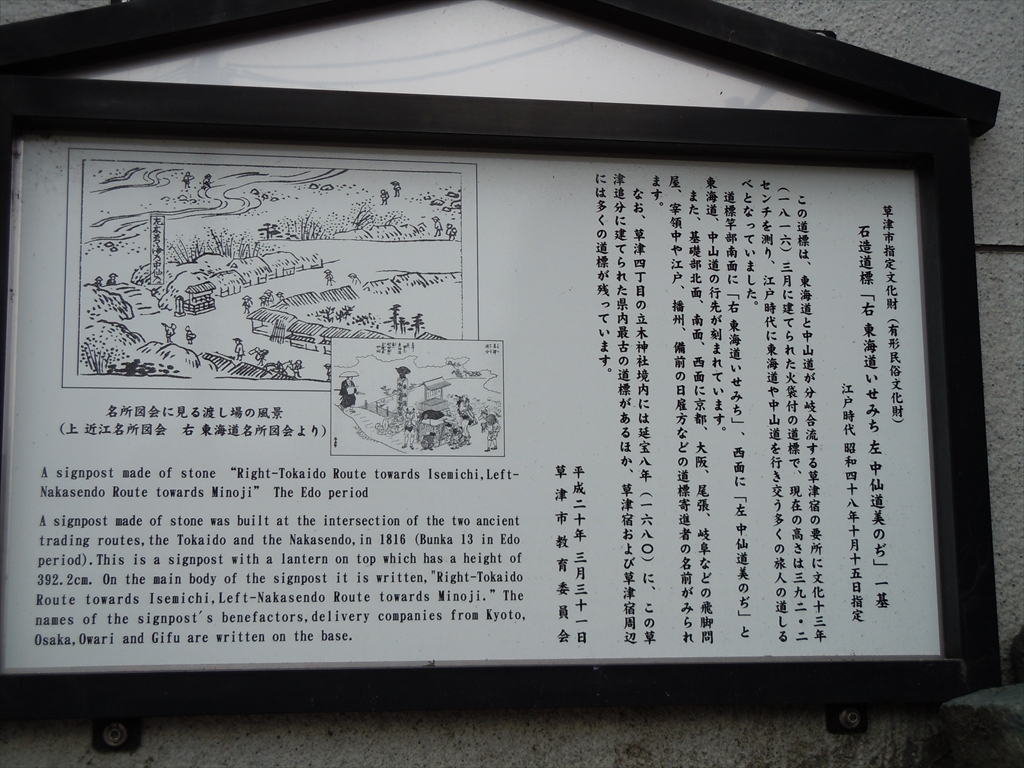 草津市指定文化財（有形民俗文化財）
石造道標「右 東海道いせみち 左 中仙道美のぢ」一基
江戸時代 昭和四十八年十月十五日指定
この道標は、東海道と中山道が分岐合流する草津宿の要所に文化十三年
（一八一六）三月に建てられた火袋付の道標で、現在の高さは三九二・二
センチを測り、江戸時代に東海道や中山道を行き交う多くの旅人の道しる
べとなっていました。
道標竿部南面に「右 東海道いせみち」、西面に「左 中仙道美のぢ」と
東海道、中山道の行先が刻まれています。
また、基礎部北面、南面、西面に京都、大阪、尾張、岐阜などの飛脚問
屋、宰領中や江戸、播州、備前の日雇方などの道標寄進者の名前がみられ
ます。
なお、草津四丁目の立木神社境内には延宝八年（一六八〇）に、この草
津追分に建てられた県内最古の道標があるほか、草津宿および草津宿周辺
には多くの道標が残っています。
平成二十年三月三十一日
草津市教育委員会
名所図会に見る渡し場の風景
（上 近江名所図会　右 東海道名所図会より）
A signpost made of stone “Right-Tokaido Route towards Isemichi,Left-
Nakasendo Route towards Minoji” The Edo period
A signpost made of stone was built at the intersection of the two ancient
trading routes,the Tokaido and the Nakasendo,in 1816 (Bunka 13 in Edo
period).This is a signpost with a lantern on top which has a height of
392.2cm. On the main body of the signpost it is written,"Right-Tokaido
Route towards Isemichi,Left-Nakasendo Route towards Minoji." The
names of the signpost's benefactors,delivery companies from Kyoto,
Osaka,Owari and Gifu are written on the base.